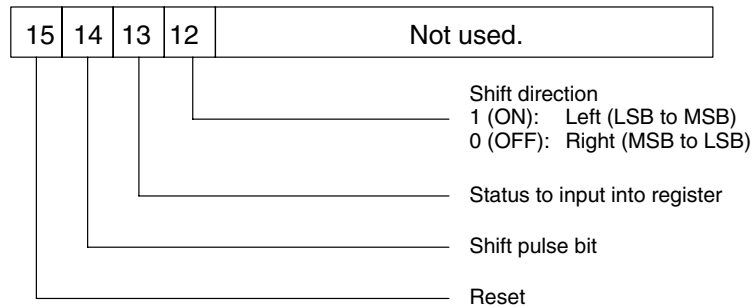 15 14 13 12 Not used.
Shift direction
1 (ON): Left (LSB to MSB)
0 (OFF): Right (MSB to LSB)
Status to input into register
Shift pulse bit
Reset